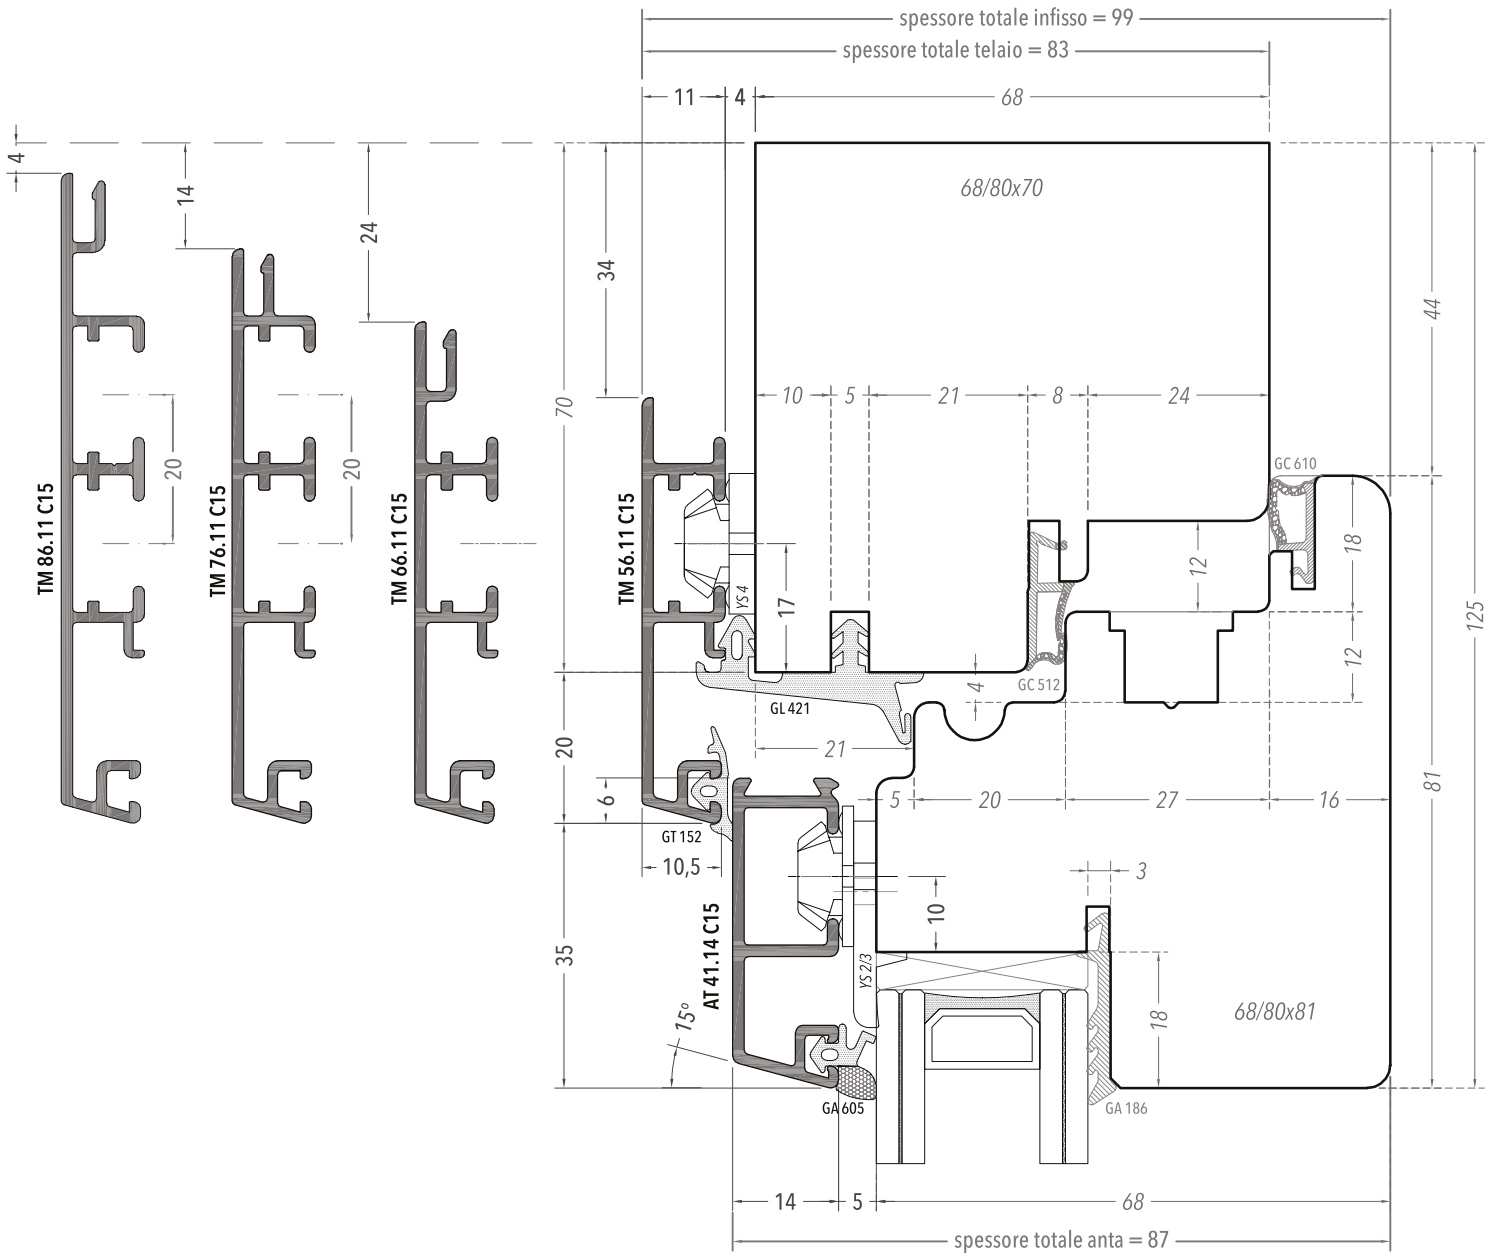 spessore totale infisso = 99
spessore totale telaio = 83
11
4
68
4
14
24
34
70
68/80x70
44
125
10
5
21
8
24
20
20
GC 610
TM 86.11 C15
TM 76.11 C15
TM 66.11 C15
TM 56.11 C15
YS 4
17
12
18
12
GC 512
4
GL 421
21
20
6
GT 152
10,5
5
20
27
16
81
3
10
AT 41.14 C15
35
15°
YS 2/3
18
68/80x81
GA 605
GA 186
14
5
68
spessore totale anta = 87